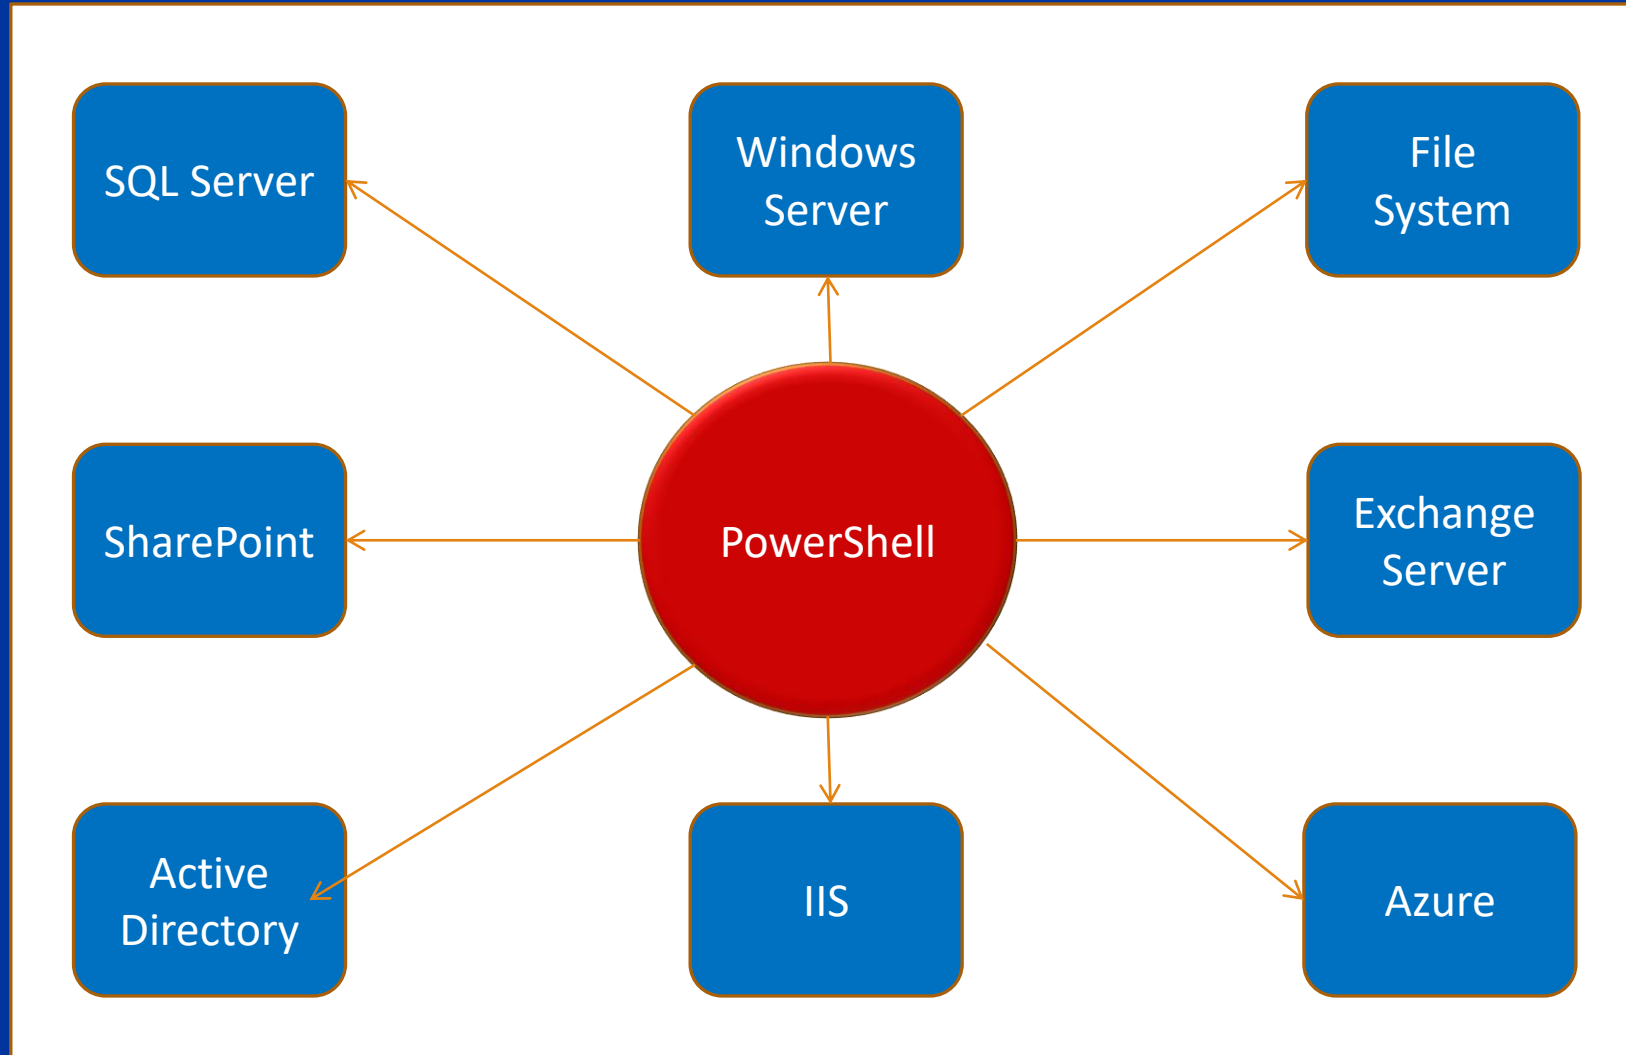 SQL Server
Windows
Server
File
System
SharePoint
PowerShell
Exchange
Server
Active
Directory
IIS
Azure